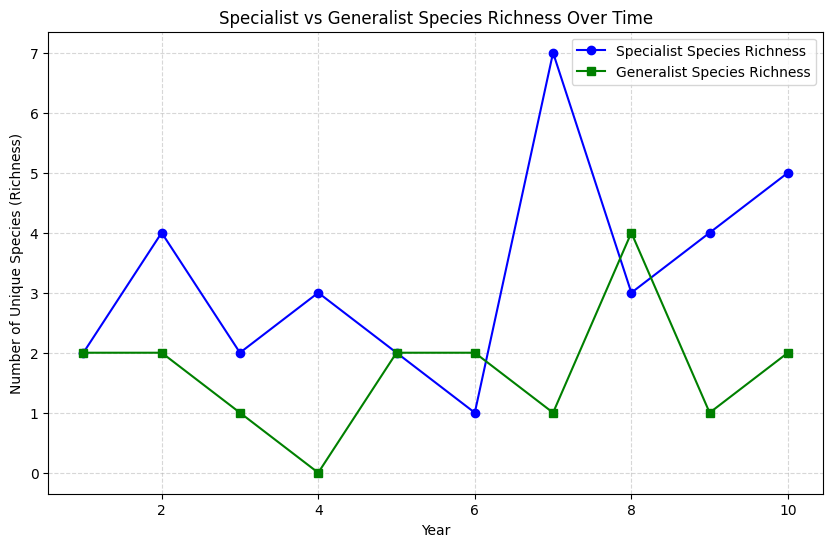 Specialist vs Generalist Species Richness Over Time
Specialist Species Richness
Generalist Species Richness
Number of Unique Species (Richness)
7
6
5
4
3
2
1
0
2
4
6
8
10
Year